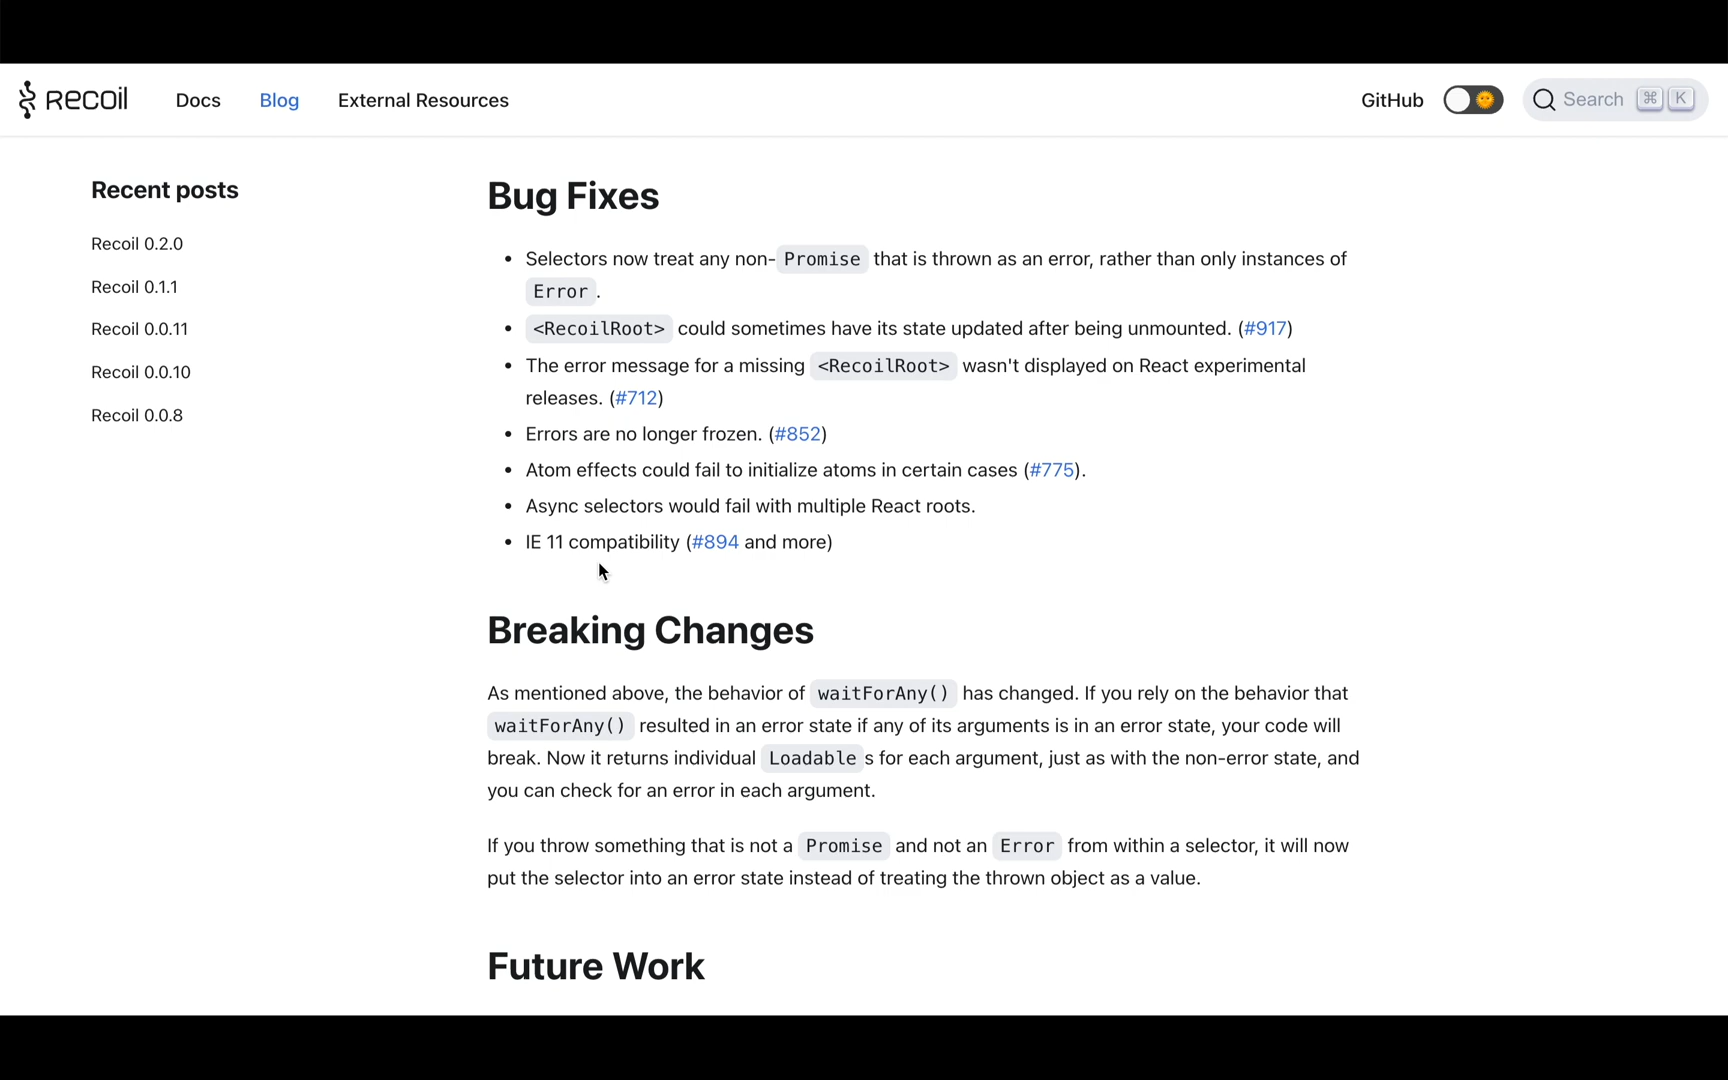 Recoil
Docs
Blog
External Resources
GitHub
Search ⌘ K
Recent posts
Recoil 0.2.0
Recoil 0.1.1
Recoil 0.0.11
Recoil 0.0.10
Recoil 0.0.8
Bug Fixes
• Selectors now treat any non- Promise that is thrown as an error, rather than only instances of
Error .
• <RecoilRoot> could sometimes have its state updated after being unmounted. (#917)
• The error message for a missing <RecoilRoot> wasn't displayed on React experimental
releases. (#712)
• Errors are no longer frozen. (#852)
• Atom effects could fail to initialize atoms in certain cases (#775).
• Async selectors would fail with multiple React roots.
• IE 11 compatibility (#894 and more)
Breaking Changes
As mentioned above, the behavior of waitForAny() has changed. If you rely on the behavior that
waitForAny() resulted in an error state if any of its arguments is in an error state, your code will
break. Now it returns individual Loadable s for each argument, just as with the non-error state, and
you can check for an error in each argument.
If you throw something that is not a Promise and not an Error from within a selector, it will now
put the selector into an error state instead of treating the thrown object as a value.
Future Work